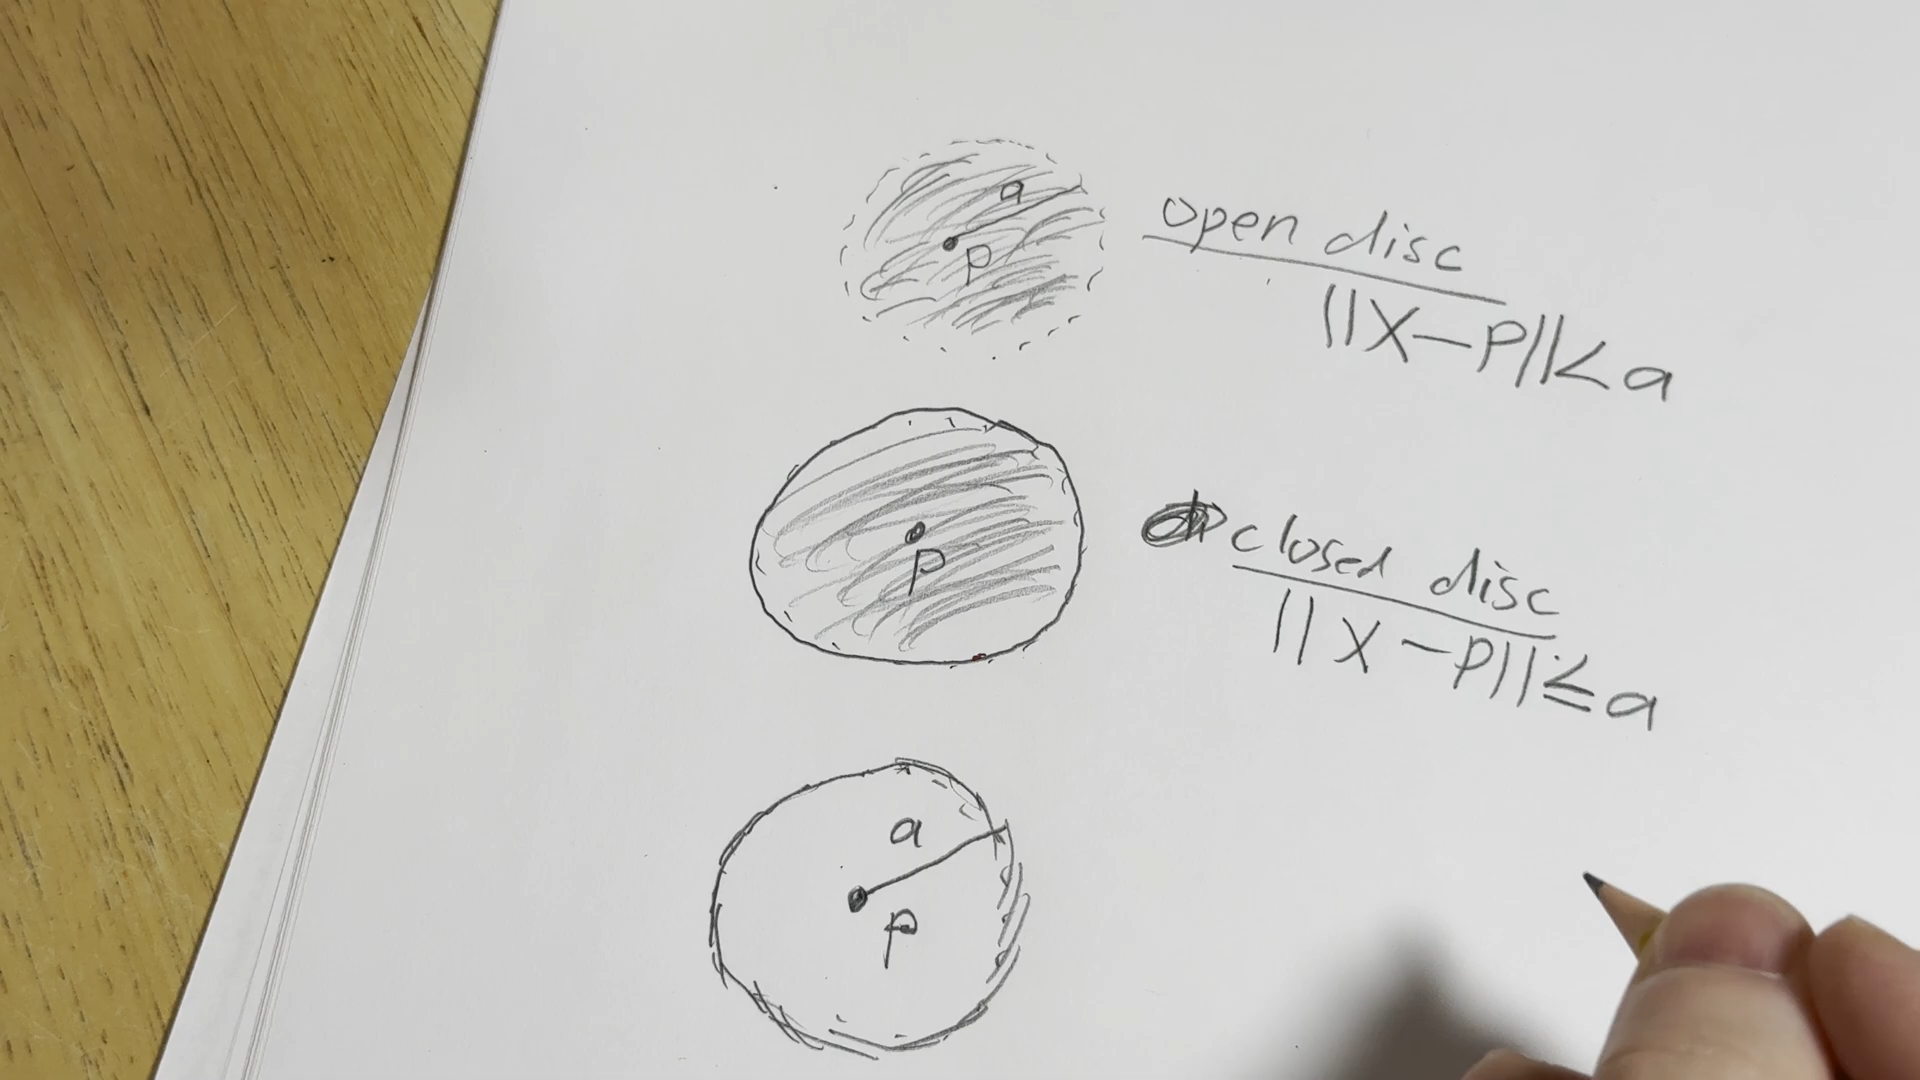 a
p
open disc
||X-P||<a
p
closed disc
||X-P||≤a
a
p